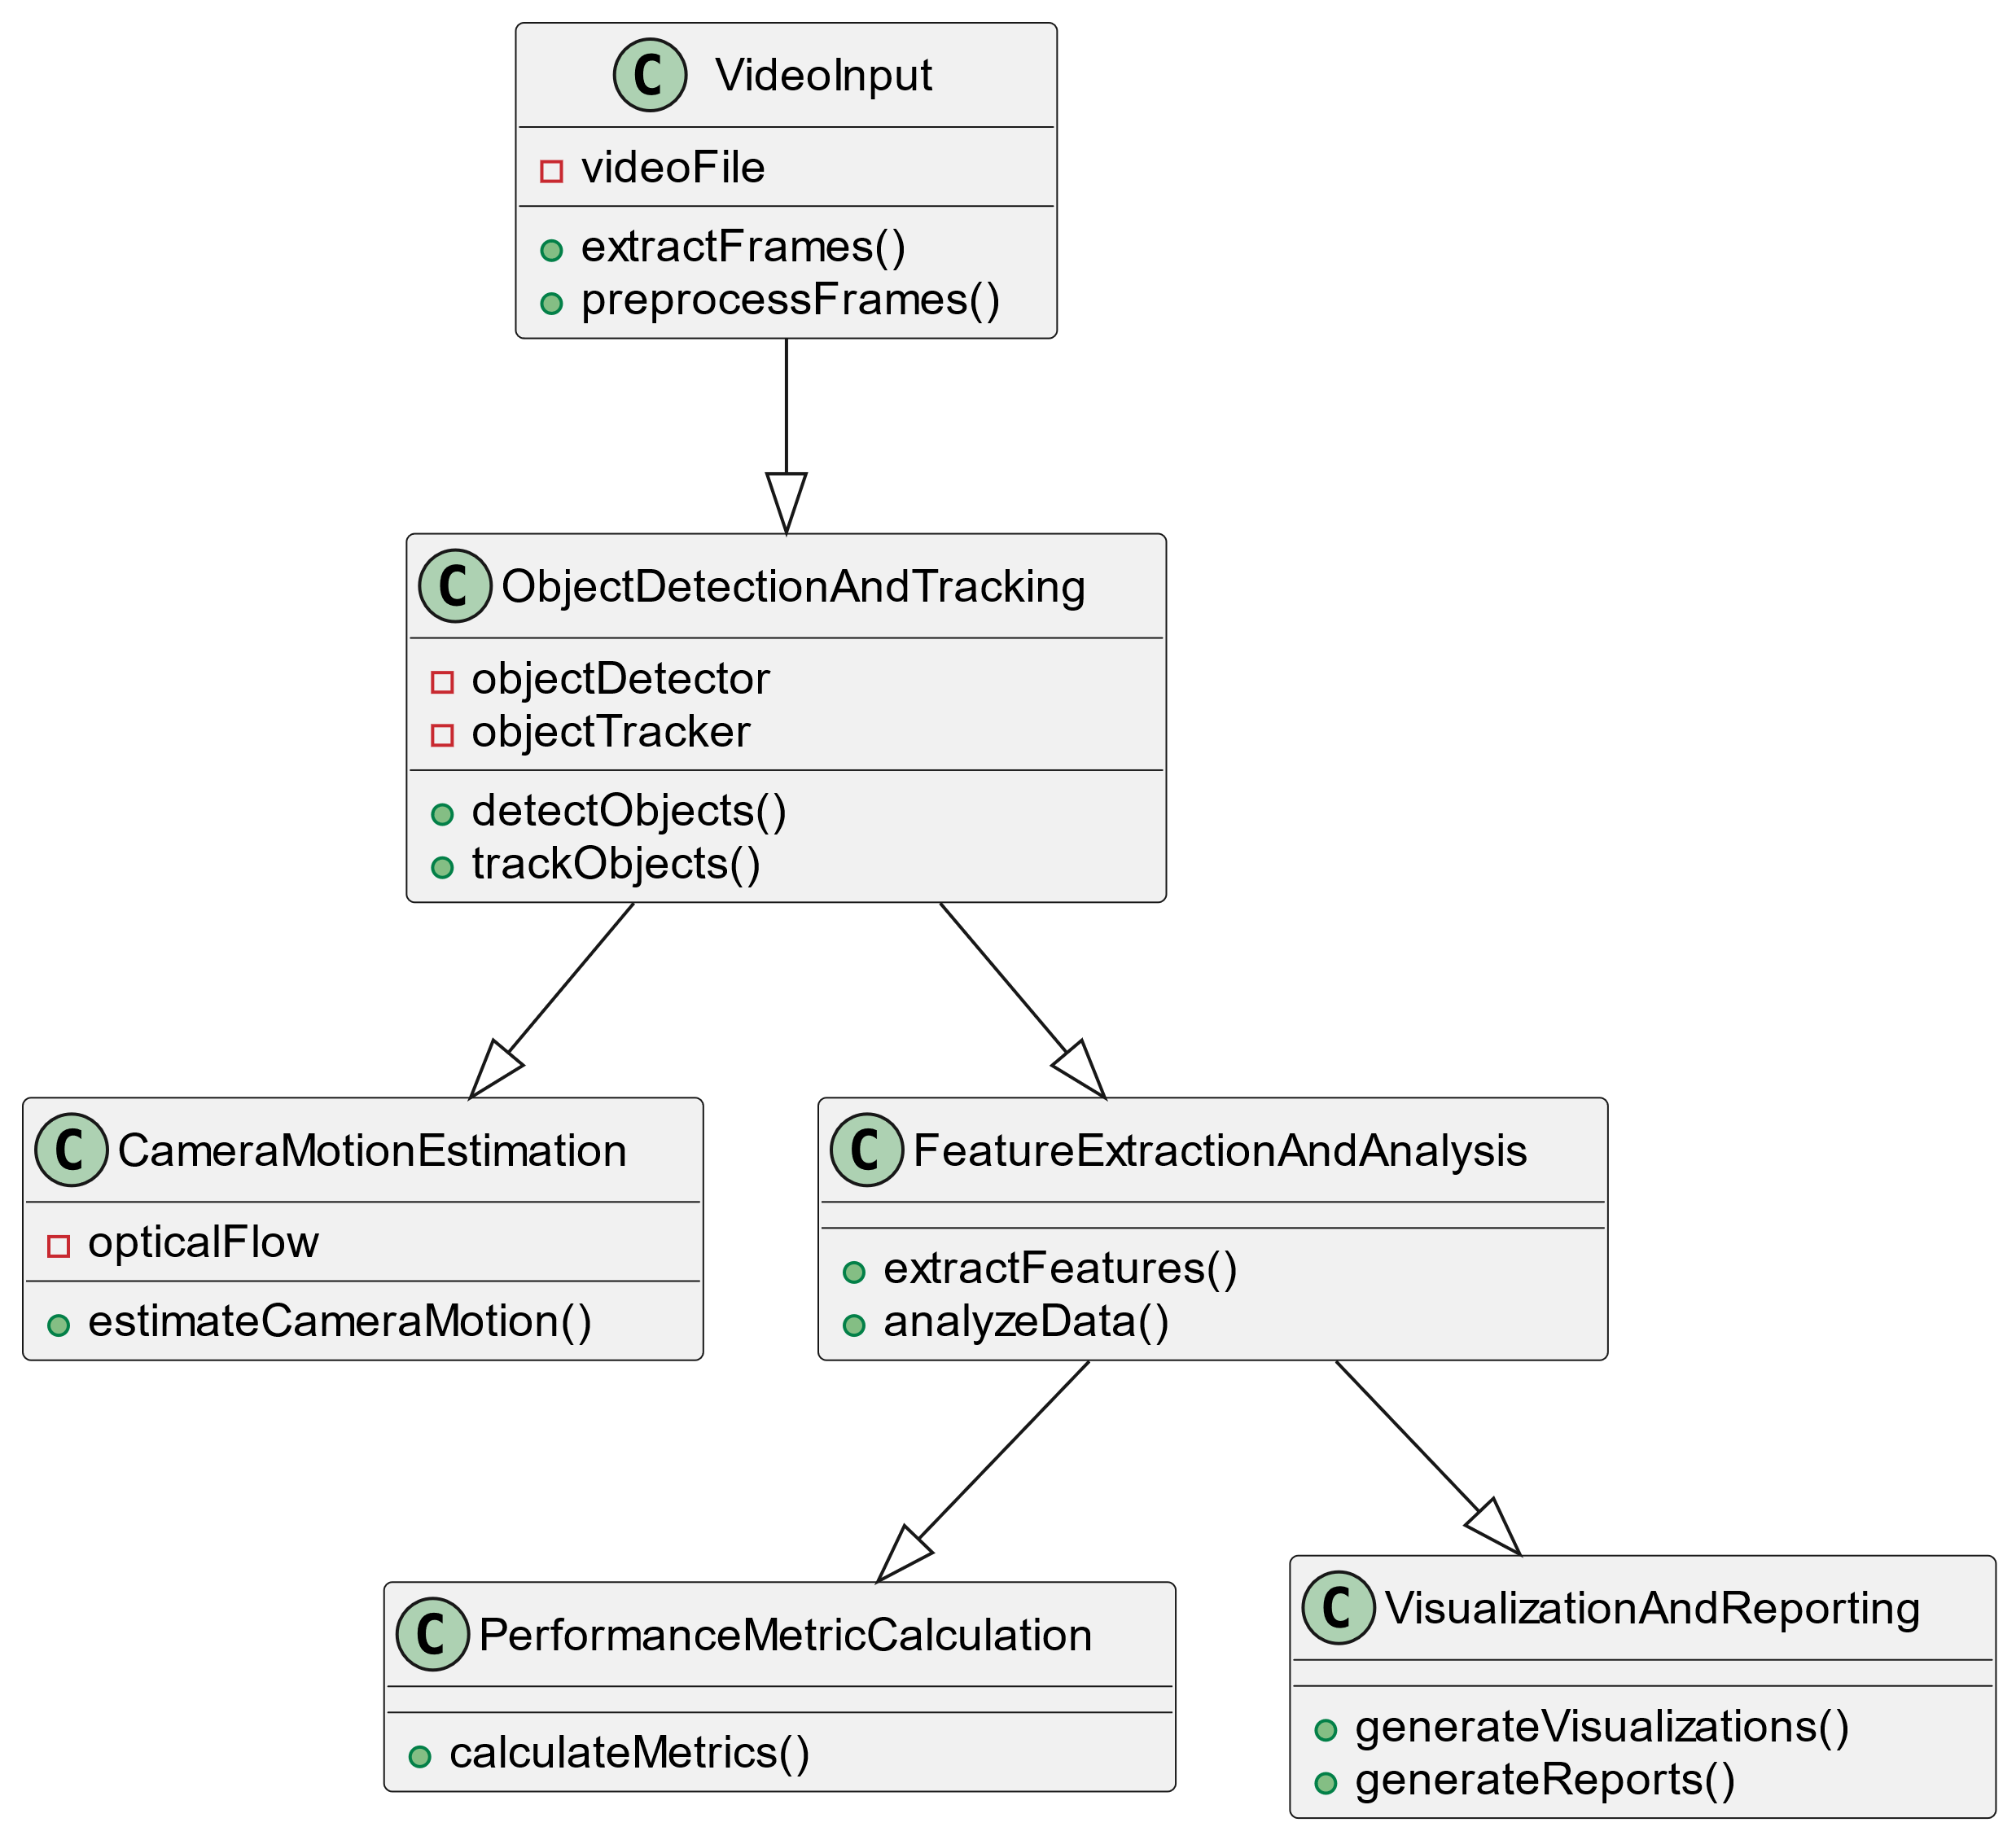 C VideoInput
videoFile
extractFrames()
preprocessFrames()
C ObjectDetectionAndTracking
objectDetector
objectTracker
detectObjects()
trackObjects()
C CameraMotionEstimation
opticalFlow
estimateCameraMotion()
C FeatureExtractionAndAnalysis
extractFeatures()
analyzeData()
C PerformanceMetricCalculation
calculateMetrics()
C VisualizationAndReporting
generateVisualizations()
generateReports()